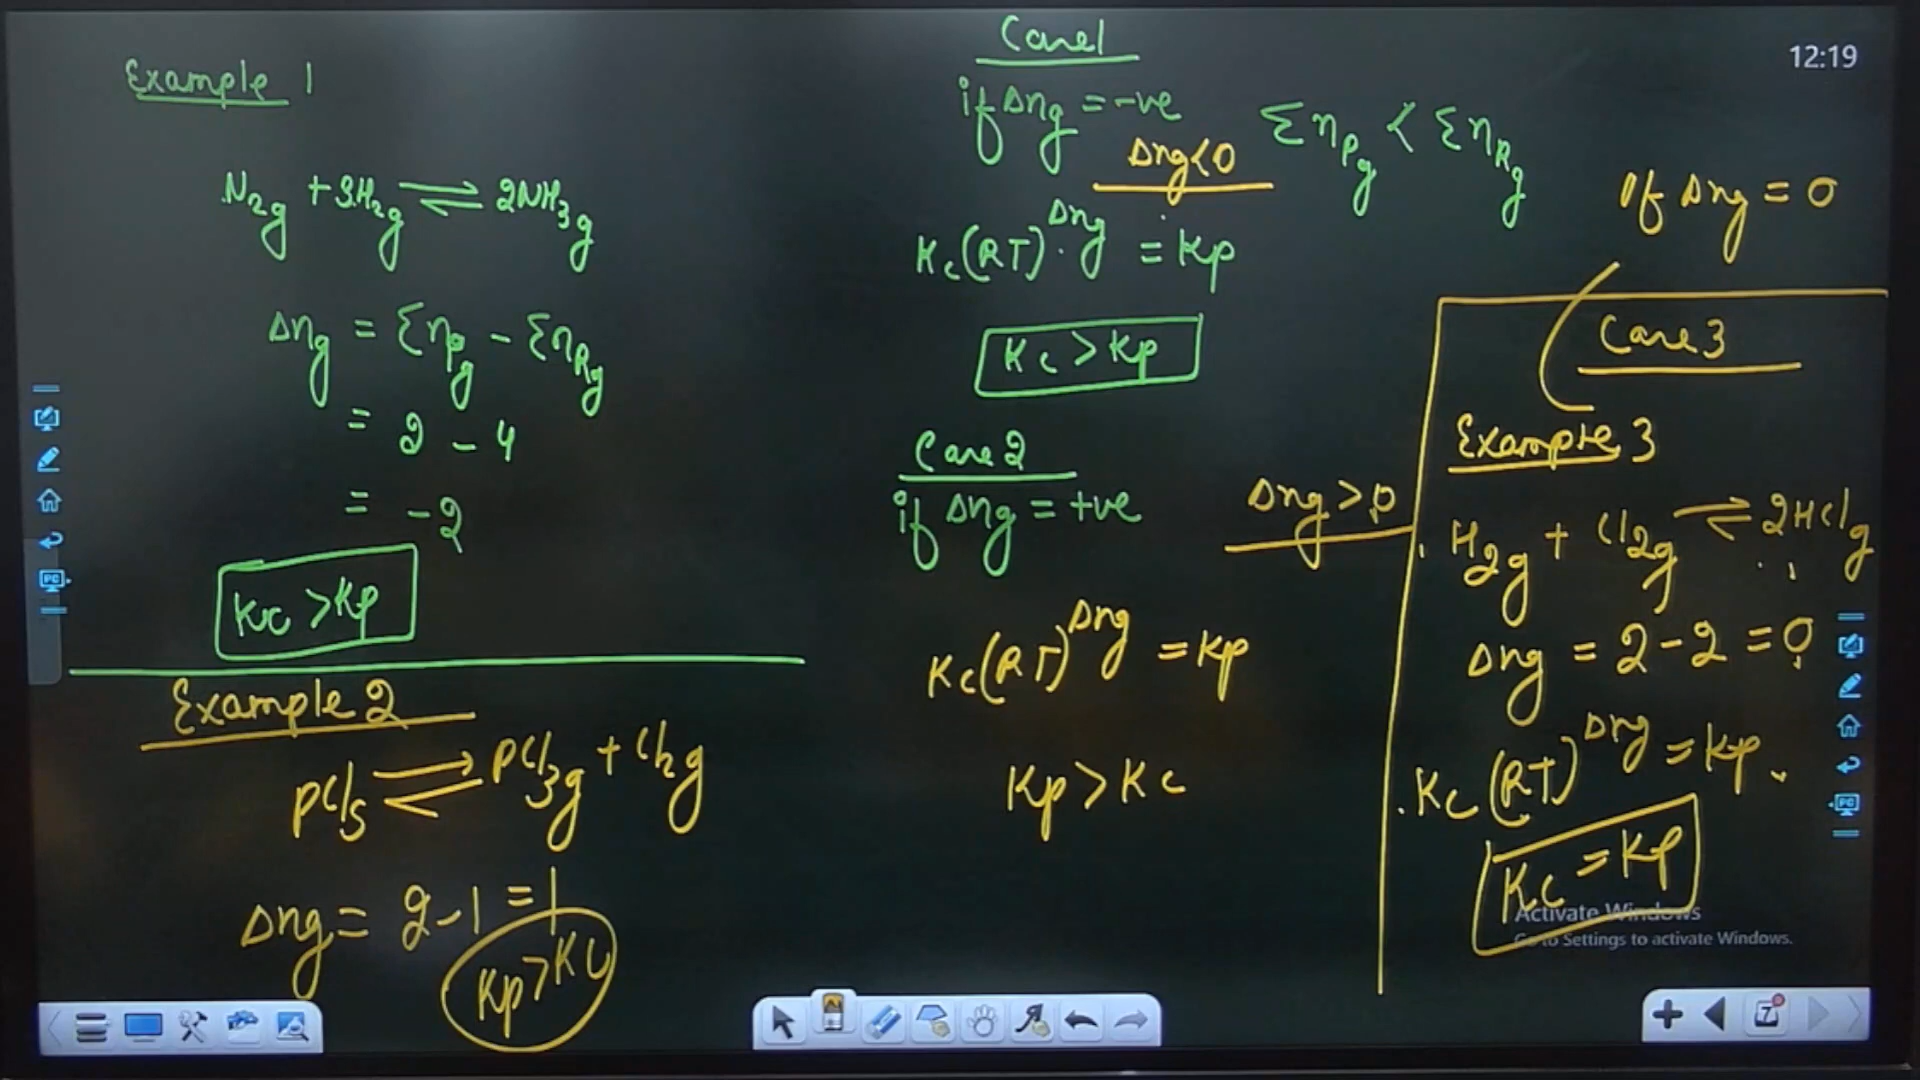 Example 1
N2g + 3H2g ⇌ 2NH3g
Δng = Σnpg - ΣnRg
= 2 - 4
= -2
Kc > Kp
Example 2
PCl5 ⇌ PCl3g + Cl2g
Δng = 2-1 = 1
Kp > Kc
Case 1
if Δng = -ve
Δng < 0
Σnpg < ΣnRg
Kc(RT)·Δng = Kp
Kc > Kp
Case 2
if Δng = +ve
Δng > 0
Kc(RT)Δng = Kp
Kp > Kc
12:19
If Δng = 0
Case 3
Example 3
H2g + Cl2g ⇌ 2HClg
Δng = 2 - 2 = 0
Kc(RT)Δng = Kp
Kc = Kp
Activate Windows
Go to Settings to activate Windows.
PC
PC
7